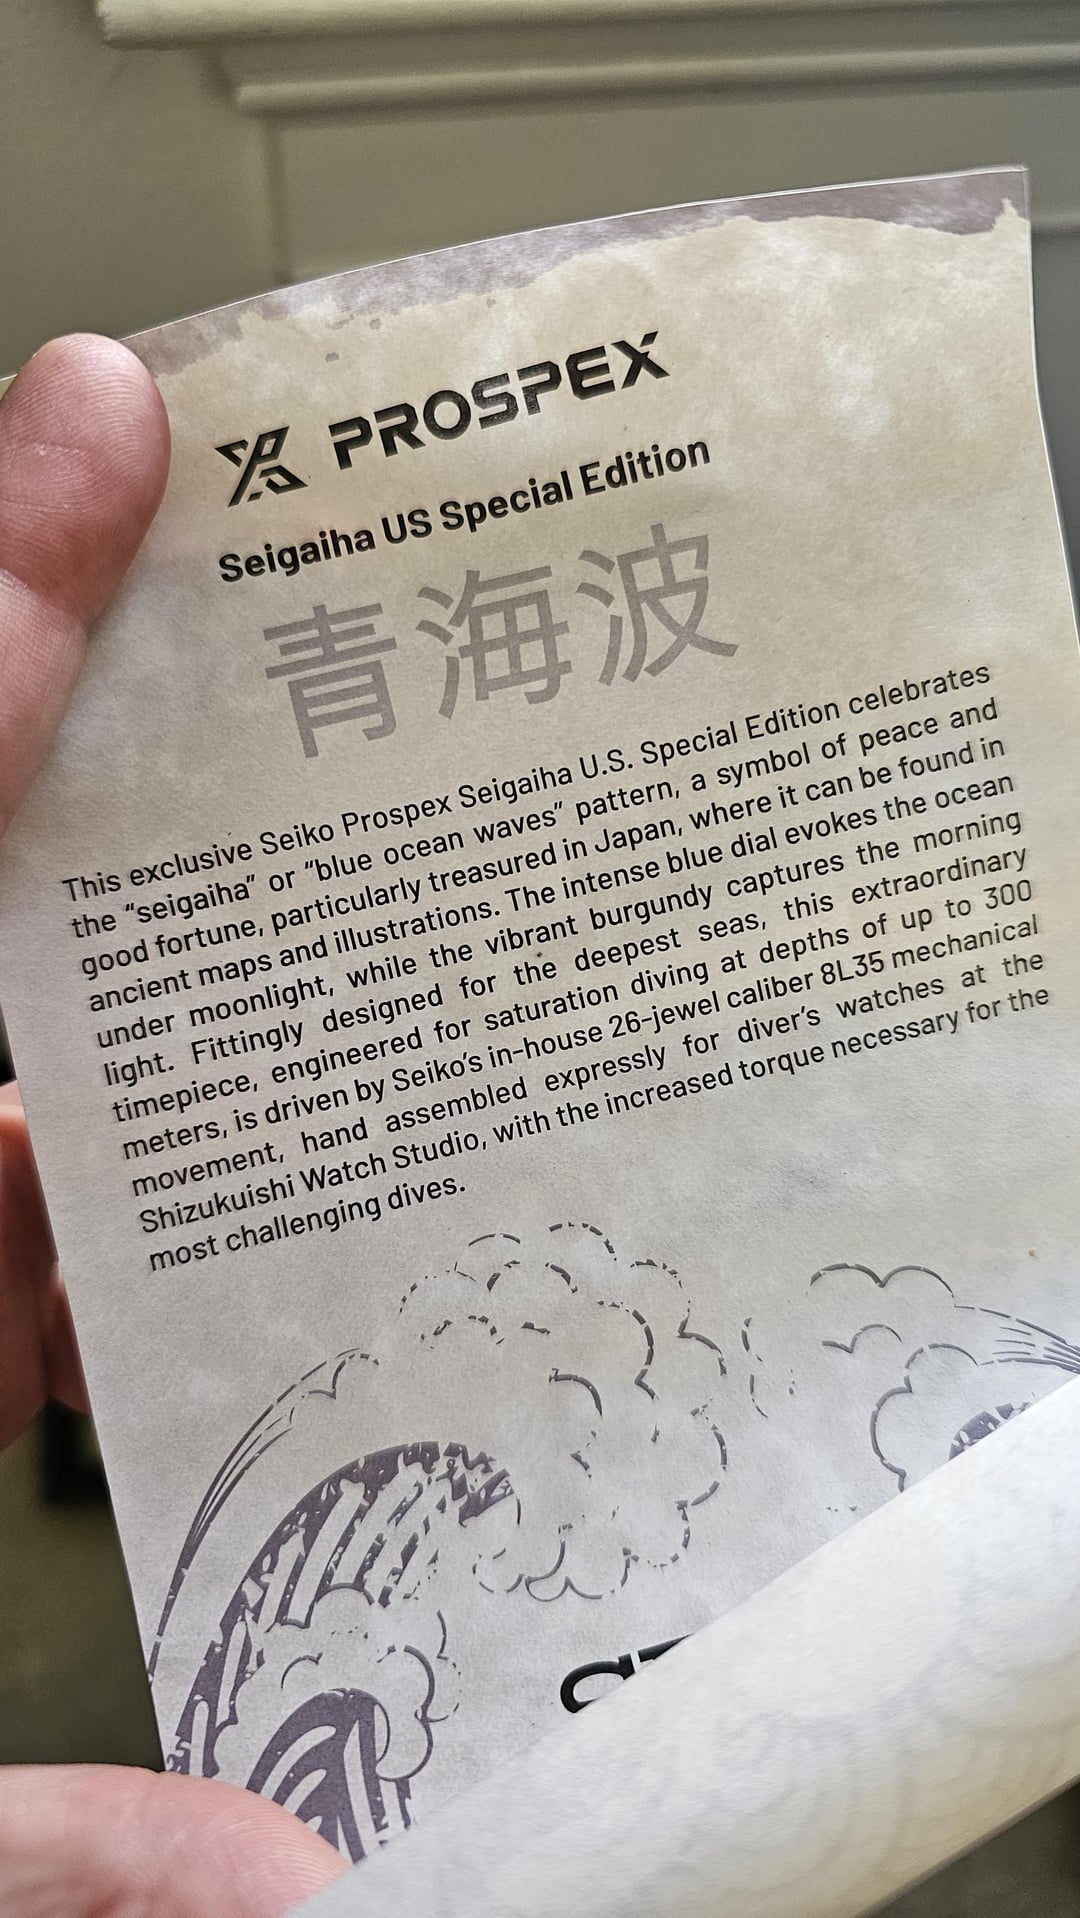 PROSPEX
Seigaiha US Special Edition
青海波
This exclusive Seiko Prospex Seigaiha U.S. Special Edition celebrates
the “seigaiha” or “blue ocean waves” pattern, a symbol of peace and
good fortune, particularly treasured in Japan, where it can be found in
ancient maps and illustrations. The intense blue dial evokes the ocean
under moonlight, while the vibrant burgundy captures the morning
light. Fittingly designed for the deepest seas, this extraordinary
timepiece, engineered for saturation diving at depths of up to 300
meters, is driven by Seiko’s in-house 26-jewel caliber 8L35 mechanical
movement, hand assembled expressly for diver’s watches at the
Shizukuishi Watch Studio, with the increased torque necessary for the
most challenging dives.